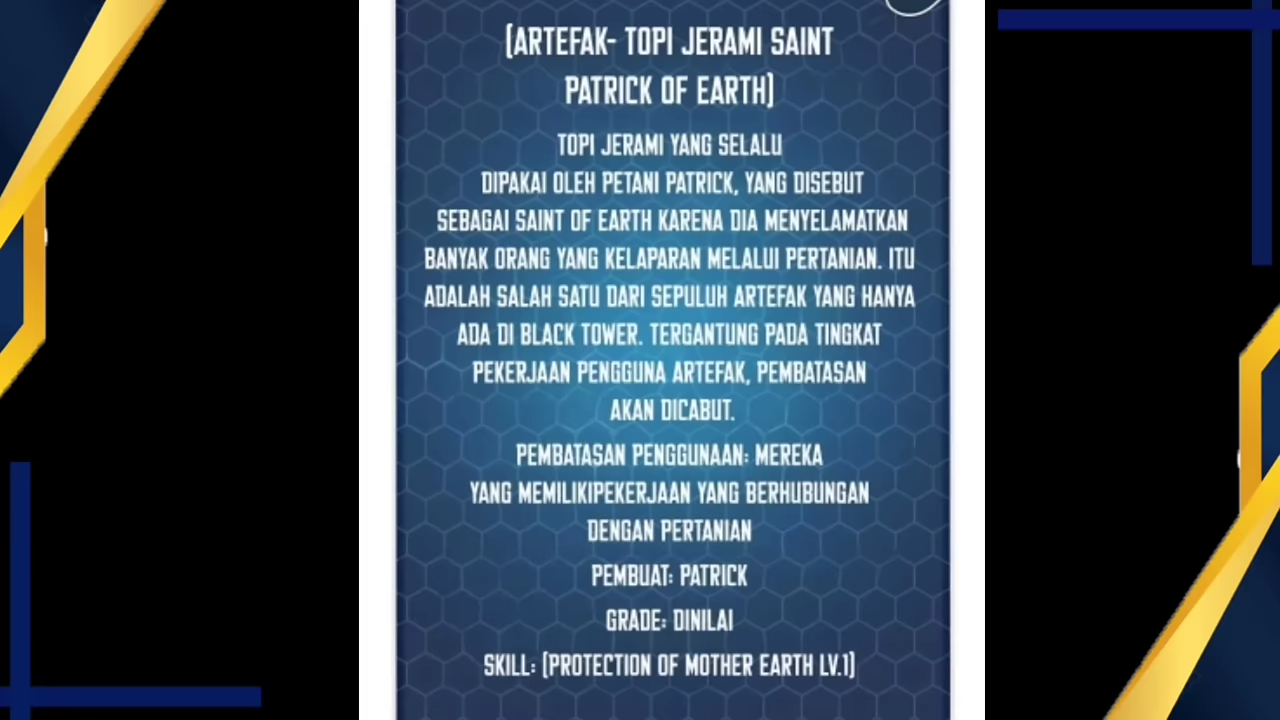 [ARTEFAK- TOPI JERAMI SAINT
PATRICK OF EARTH]
TOPI JERAMI YANG SELALU
DIPAKAI OLEH PETANI PATRICK, YANG DISEBUT
SEBAGAI SAINT OF EARTH KARENA DIA MENYELAMATKAN
BANYAK ORANG YANG KELAPARAN MELALUI PERTANIAN. ITU
ADALAH SALAH SATU DARI SEPULUH ARTEFAK YANG HANYA
ADA DI BLACK TOWER. TERGANTUNG PADA TINGKAT
PEKERJAAN PENGGUNA ARTEFAK, PEMBATASAN
AKAN DICABUT.
PEMBATASAN PENGGUNAAN: MEREKA
YANG MEMILIKIPEKERJAAN YANG BERHUBUNGAN
DENGAN PERTANIAN
PEMBUAT: PATRICK
GRADE: DINILAI
SKILL: [PROTECTION OF MOTHER EARTH LV.1]